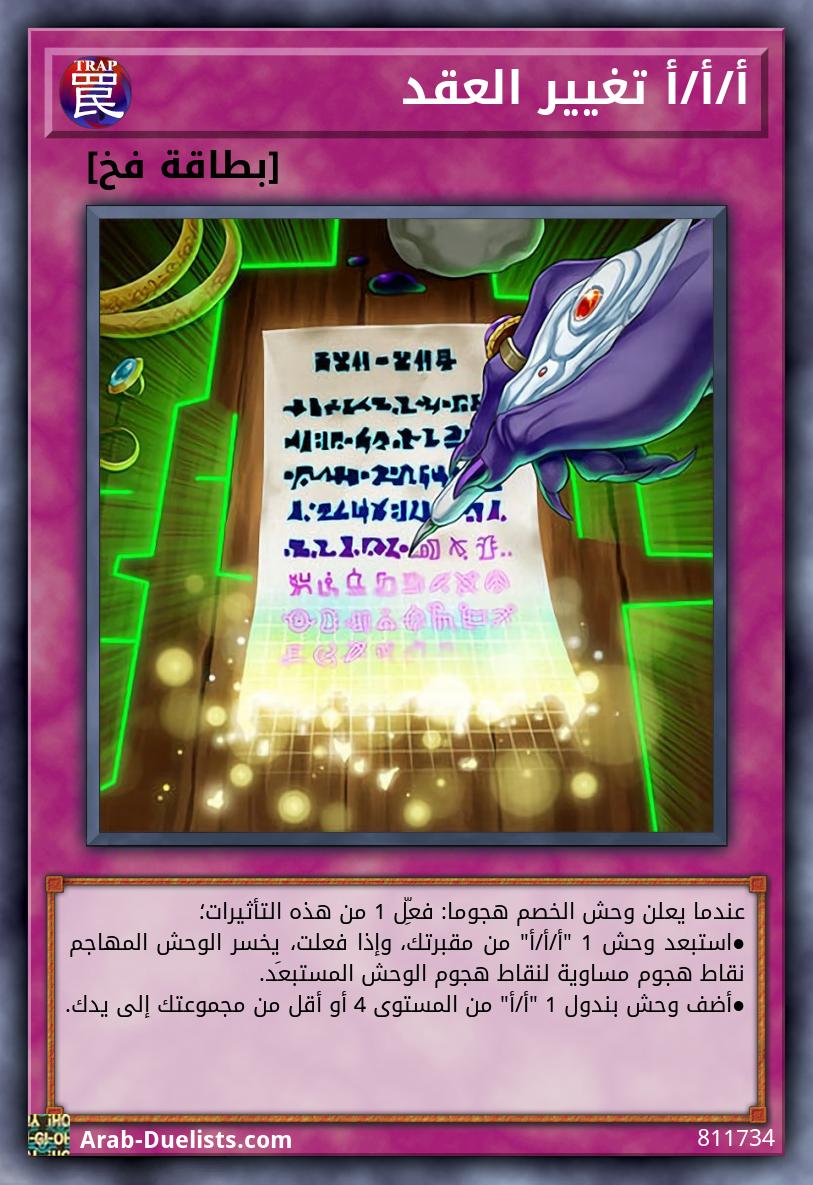 TRAP
罠
أ/أ/أ تغيير العقد
[بطاقة فخ]
عندما يعلن وحش الخصم هجوما: فعلّ 1 من هذه التأثيرات؛
●استبعد وحش 1 "أ/أ/أ" من مقبرتك، وإذا فعلت، يخسر الوحش المهاجم
نقاط هجوم مساوية لنقاط هجوم الوحش المستبعَد.
●أضف وحش بندول 1 "أ/أ" من المستوى 4 أو أقل من مجموعتك إلى يدك.
Arab-Duelists.com
811734